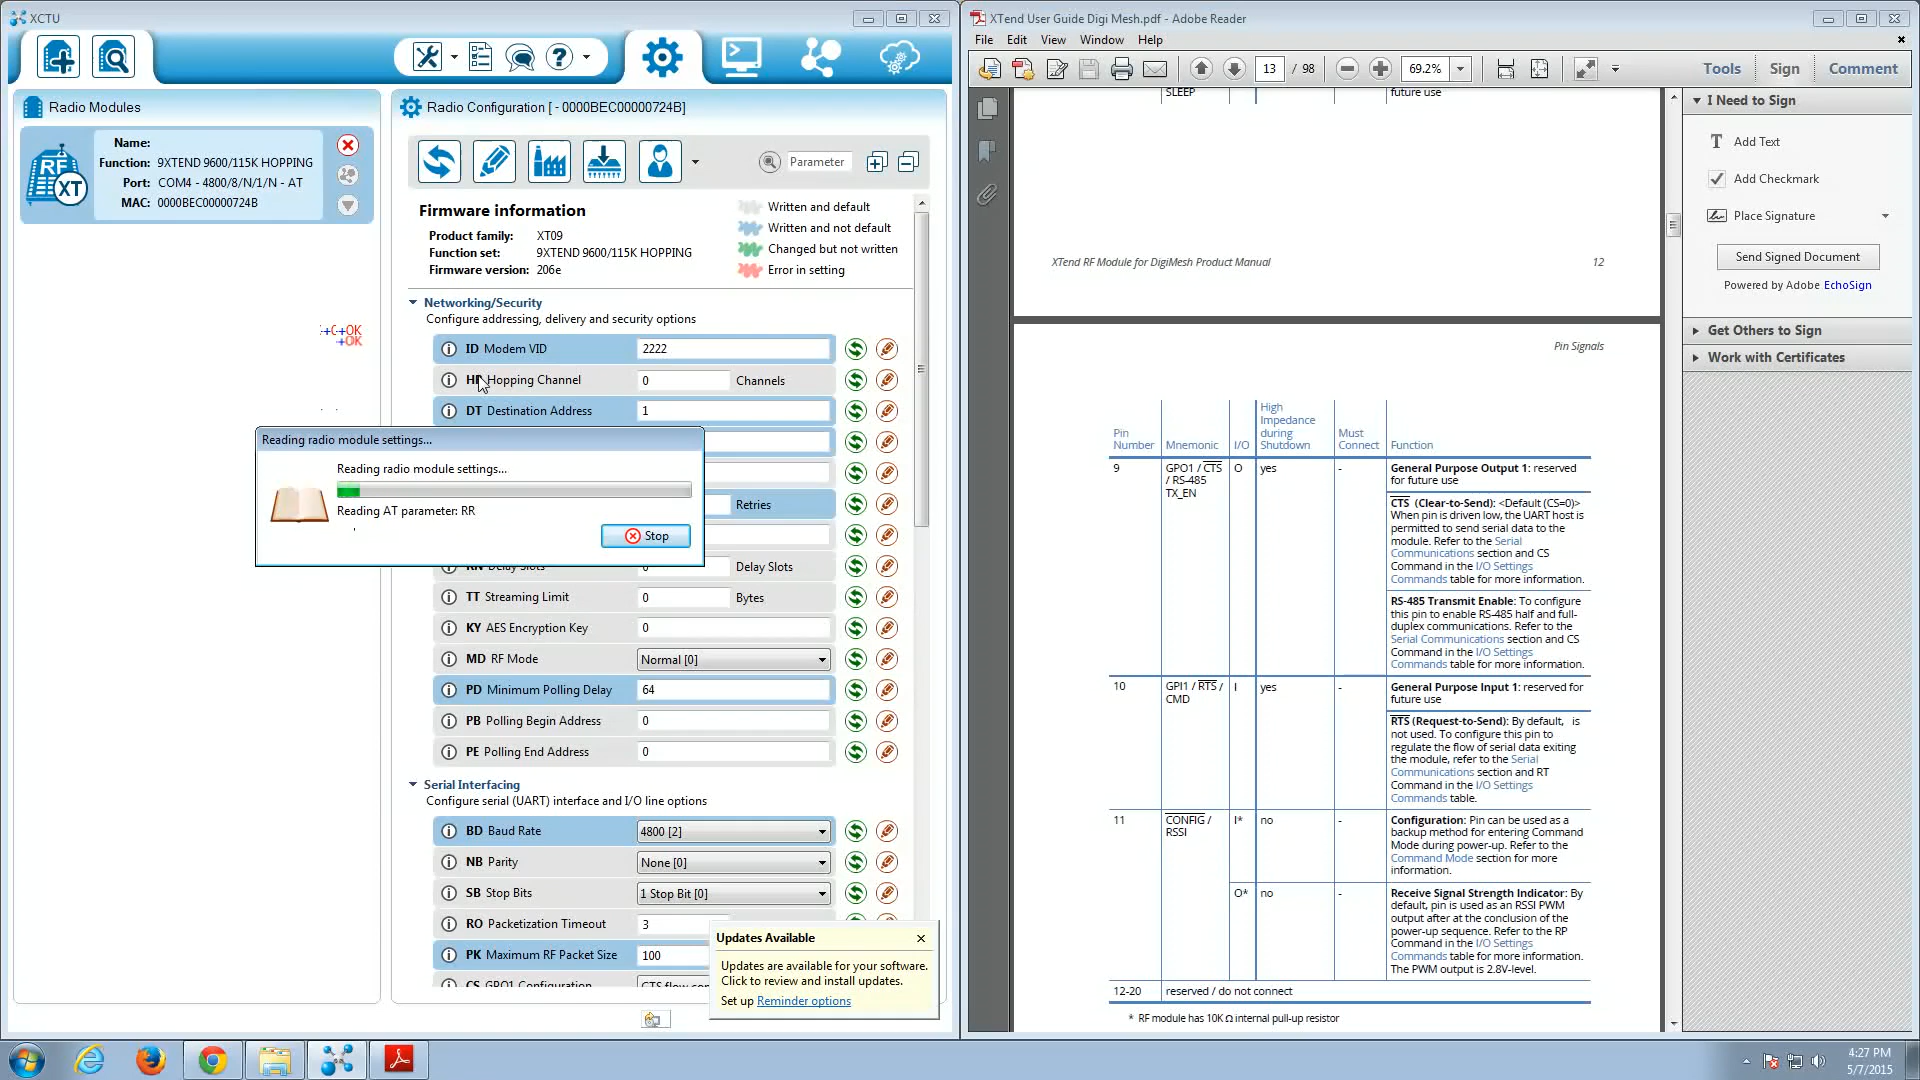 XCTU
Radio Modules
Name:
Function: 9XTEND 9600/115K HOPPING
Port: COM4 - 4800/8/N/1/N - AT
MAC: 0000BEC00000724B
RF
XT
+OK
+OK
Radio Configuration [ - 0000BEC00000724B]
Parameter
Firmware information
Product family: XT09
Function set: 9XTEND 9600/115K HOPPING
Firmware version: 206e
Written and default
Written and not default
Changed but not written
Error in setting
Networking/Security
Configure addressing, delivery and security options
ID Modem VID 2222
Hopping Channel 0 Channels
DT Destination Address 1
Retries
Delay Slots
TT Streaming Limit 0 Bytes
KY AES Encryption Key 0
MD RF Mode Normal [0]
PD Minimum Polling Delay 64
PB Polling Begin Address 0
PE Polling End Address 0
Serial Interfacing
Configure serial (UART) interface and I/O line options
BD Baud Rate 4800 [2]
NB Parity None [0]
SB Stop Bits 1 Stop Bit [0]
RO Packetization Timeout 3
PK Maximum RF Packet Size 100
CS GPO1 Configuration
Reading radio module settings...
Reading radio module settings...
Reading AT parameter: RR
Stop
Updates Available
Updates are available for your software.
Click to review and install updates.
Set up Reminder options
XTend User Guide Digi Mesh.pdf - Adobe Reader
File Edit View Window Help
13 / 98 69.2%
Tools Sign Comment
SLEEP future use
XTend RF Module for DigiMesh Product Manual 12
Pin Signals
Pin Number Mnemonic I/O High Impedance during Shutdown Must Connect Function
9 GPO1 / CTS / RS-485 TX_EN O yes - General Purpose Output 1: reserved
for future use
CTS (Clear-to-Send): <Default (CS=0)>
When pin is driven low, the UART host is
permitted to send serial data to the
module. Refer to the Serial
Communications section and CS
Command in the I/O Settings
Commands table for more information.
RS-485 Transmit Enable: To configure
this pin to enable RS-485 half and full-
duplex communications. Refer to the
Serial Communications section and CS
Command in the I/O Settings
Commands table for more information.
10 GPI1 / RTS / CMD I yes - General Purpose Input 1: reserved for
future use
RTS (Request-to-Send): By default, is
not used. To configure this pin to
regulate the flow of serial data exiting
the module, refer to the Serial
Communications section and RT
Command in the I/O Settings
Commands table.
11 CONFIG / RSSI I* no - Configuration: Pin can be used as a
backup method for entering Command
Mode during power-up. Refer to the
Command Mode section for more
information.
O* no - Receive Signal Strength Indicator: By
default, pin is used as an RSSI PWM
output after at the conclusion of the
power-up sequence. Refer to the RP
Command in the I/O Settings
Commands table for more information.
The PWM output is 2.8V-level.
12-20 reserved / do not connect
* RF module has 10K Ω internal pull-up resistor
I Need to Sign
Add Text
Add Checkmark
Place Signature
Send Signed Document
Powered by Adobe EchoSign
Get Others to Sign
Work with Certificates
4:27 PM
5/7/2015